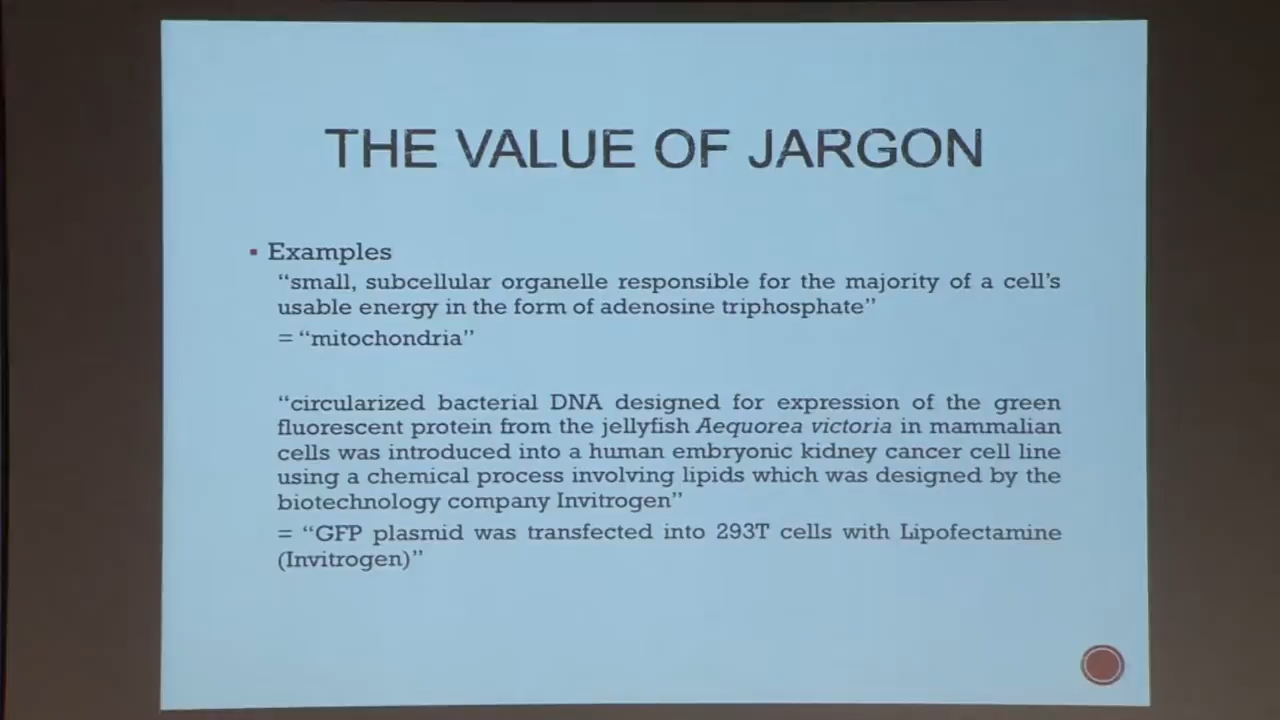 THE VALUE OF JARGON
▪ Examples
“small, subcellular organelle responsible for the majority of a cell’s
usable energy in the form of adenosine triphosphate”
= “mitochondria”
“circularized bacterial DNA designed for expression of the green
fluorescent protein from the jellyfish Aequorea victoria in mammalian
cells was introduced into a human embryonic kidney cancer cell line
using a chemical process involving lipids which was designed by the
biotechnology company Invitrogen”
= “GFP plasmid was transfected into 293T cells with Lipofectamine
(Invitrogen)”